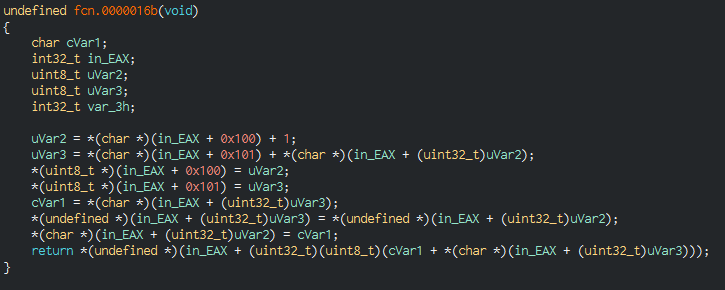 undefined fcn.0000016b(void)
{
    char cVar1;
    int32_t in_EAX;
    uint8_t uVar2;
    uint8_t uVar3;
    int32_t var_3h;

    uVar2 = *(char *)(in_EAX + 0x100) + 1;
    uVar3 = *(char *)(in_EAX + 0x101) + *(char *)(in_EAX + (uint32_t)uVar2);
    *(uint8_t *)(in_EAX + 0x100) = uVar2;
    *(uint8_t *)(in_EAX + 0x101) = uVar3;
    cVar1 = *(char *)(in_EAX + (uint32_t)uVar3);
    *(undefined *)(in_EAX + (uint32_t)uVar3) = *(undefined *)(in_EAX + (uint32_t)uVar2);
    *(char *)(in_EAX + (uint32_t)uVar2) = cVar1;
    return *(undefined *)(in_EAX + (uint32_t)(uint8_t)(cVar1 + *(char *)(in_EAX + (uint32_t)uVar3)));
}